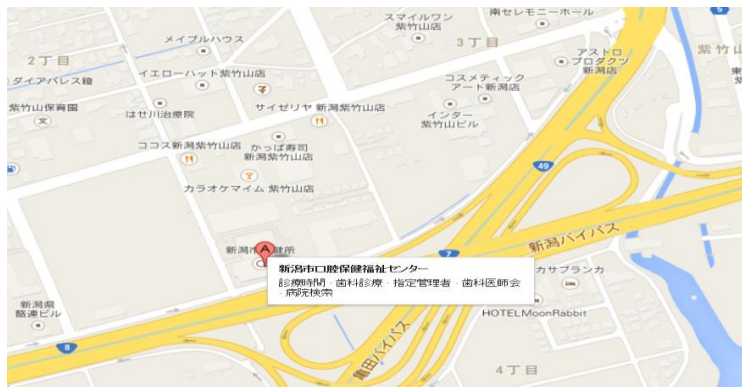 スマイルワン
紫竹山店
南セレモニーホール
5
メイプルハウス
2丁目
3丁目
紫竹山
アストロ
プロダクツ
新潟店
ダイアパレス鐙
イエローハット紫竹山店
コスメティック
アート新潟店
紫竹山保育園
文
はせ川治療院
サイゼリヤ 新潟紫竹山店
インター
紫竹山ビル
ココス新潟紫竹山店
かっぱ寿司
新潟紫竹山店
49
カラオケマイム 紫竹山店
新潟バイパス
A
7
新潟市口腔保健福祉センター
診療時間 · 歯科診療 · 指定管理者 · 歯科医師会
· 病院検索
カサブランカ
新潟県
酪連ビル
HOTELMoonRabbit
8
亀田バイパス
4丁目